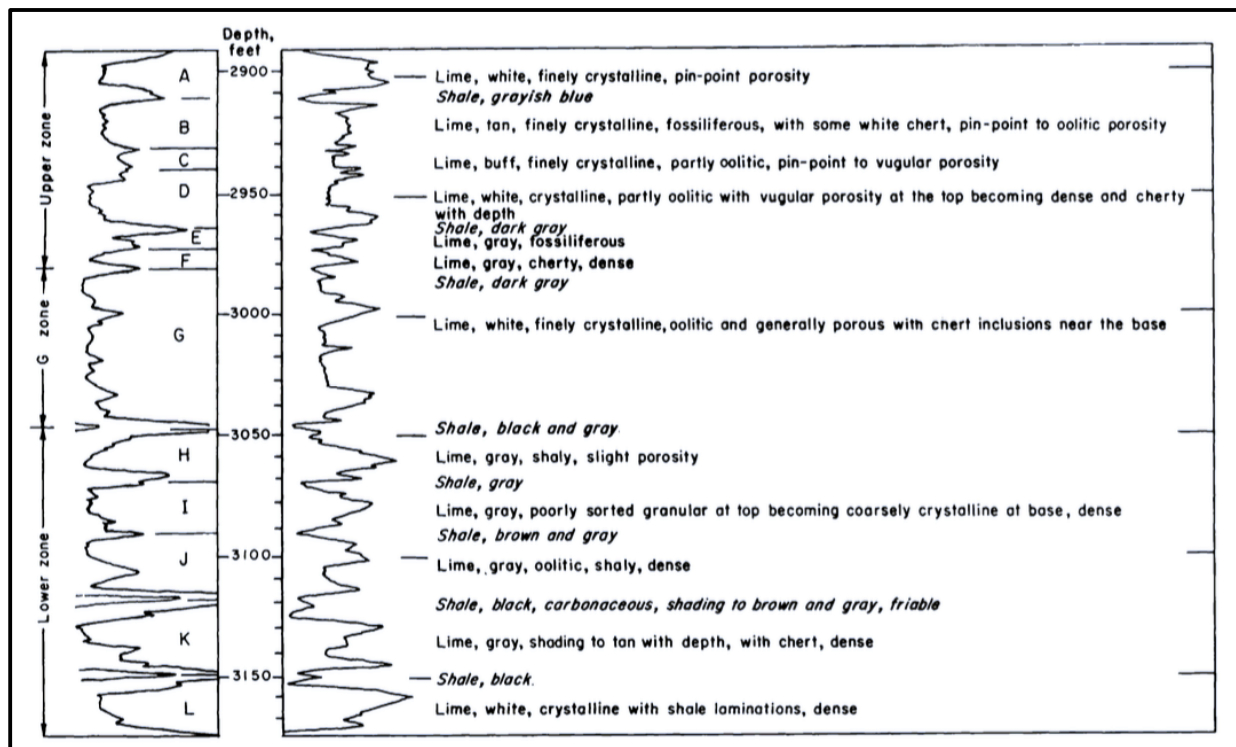 Depth,
feet
Upper zone
G zone
Lower zone
A
B
C
D
E
F
G
H
I
J
K
L
2900
2950
3000
3050
3100
3150
Lime, white, finely crystalline, pin-point porosity
Shale, grayish blue
Lime, tan, finely crystalline, fossiliferous, with some white chert, pin-point to oolitic porosity
Lime, buff, finely crystalline, partly oolitic, pin-point to vugular porosity
Lime, white, crystalline, partly oolitic with vugular porosity at the top becoming dense and cherty
with depth
Shale, dark gray
Lime, gray, fossiliferous
Lime, gray, cherty, dense
Shale, dark gray
Lime, white, finely crystalline, oolitic and generally porous with chert inclusions near the base
Shale, black and gray.
Lime, gray, shaly, slight porosity
Shale, gray
Lime, gray, poorly sorted granular at top becoming coarsely crystalline at base, dense
Shale, brown and gray
Lime, gray, oolitic, shaly, dense
Shale, black, carbonaceous, shading to brown and gray, friable
Lime, gray, shading to tan with depth, with chert, dense
Shale, black.
Lime, white, crystalline with shale laminations, dense